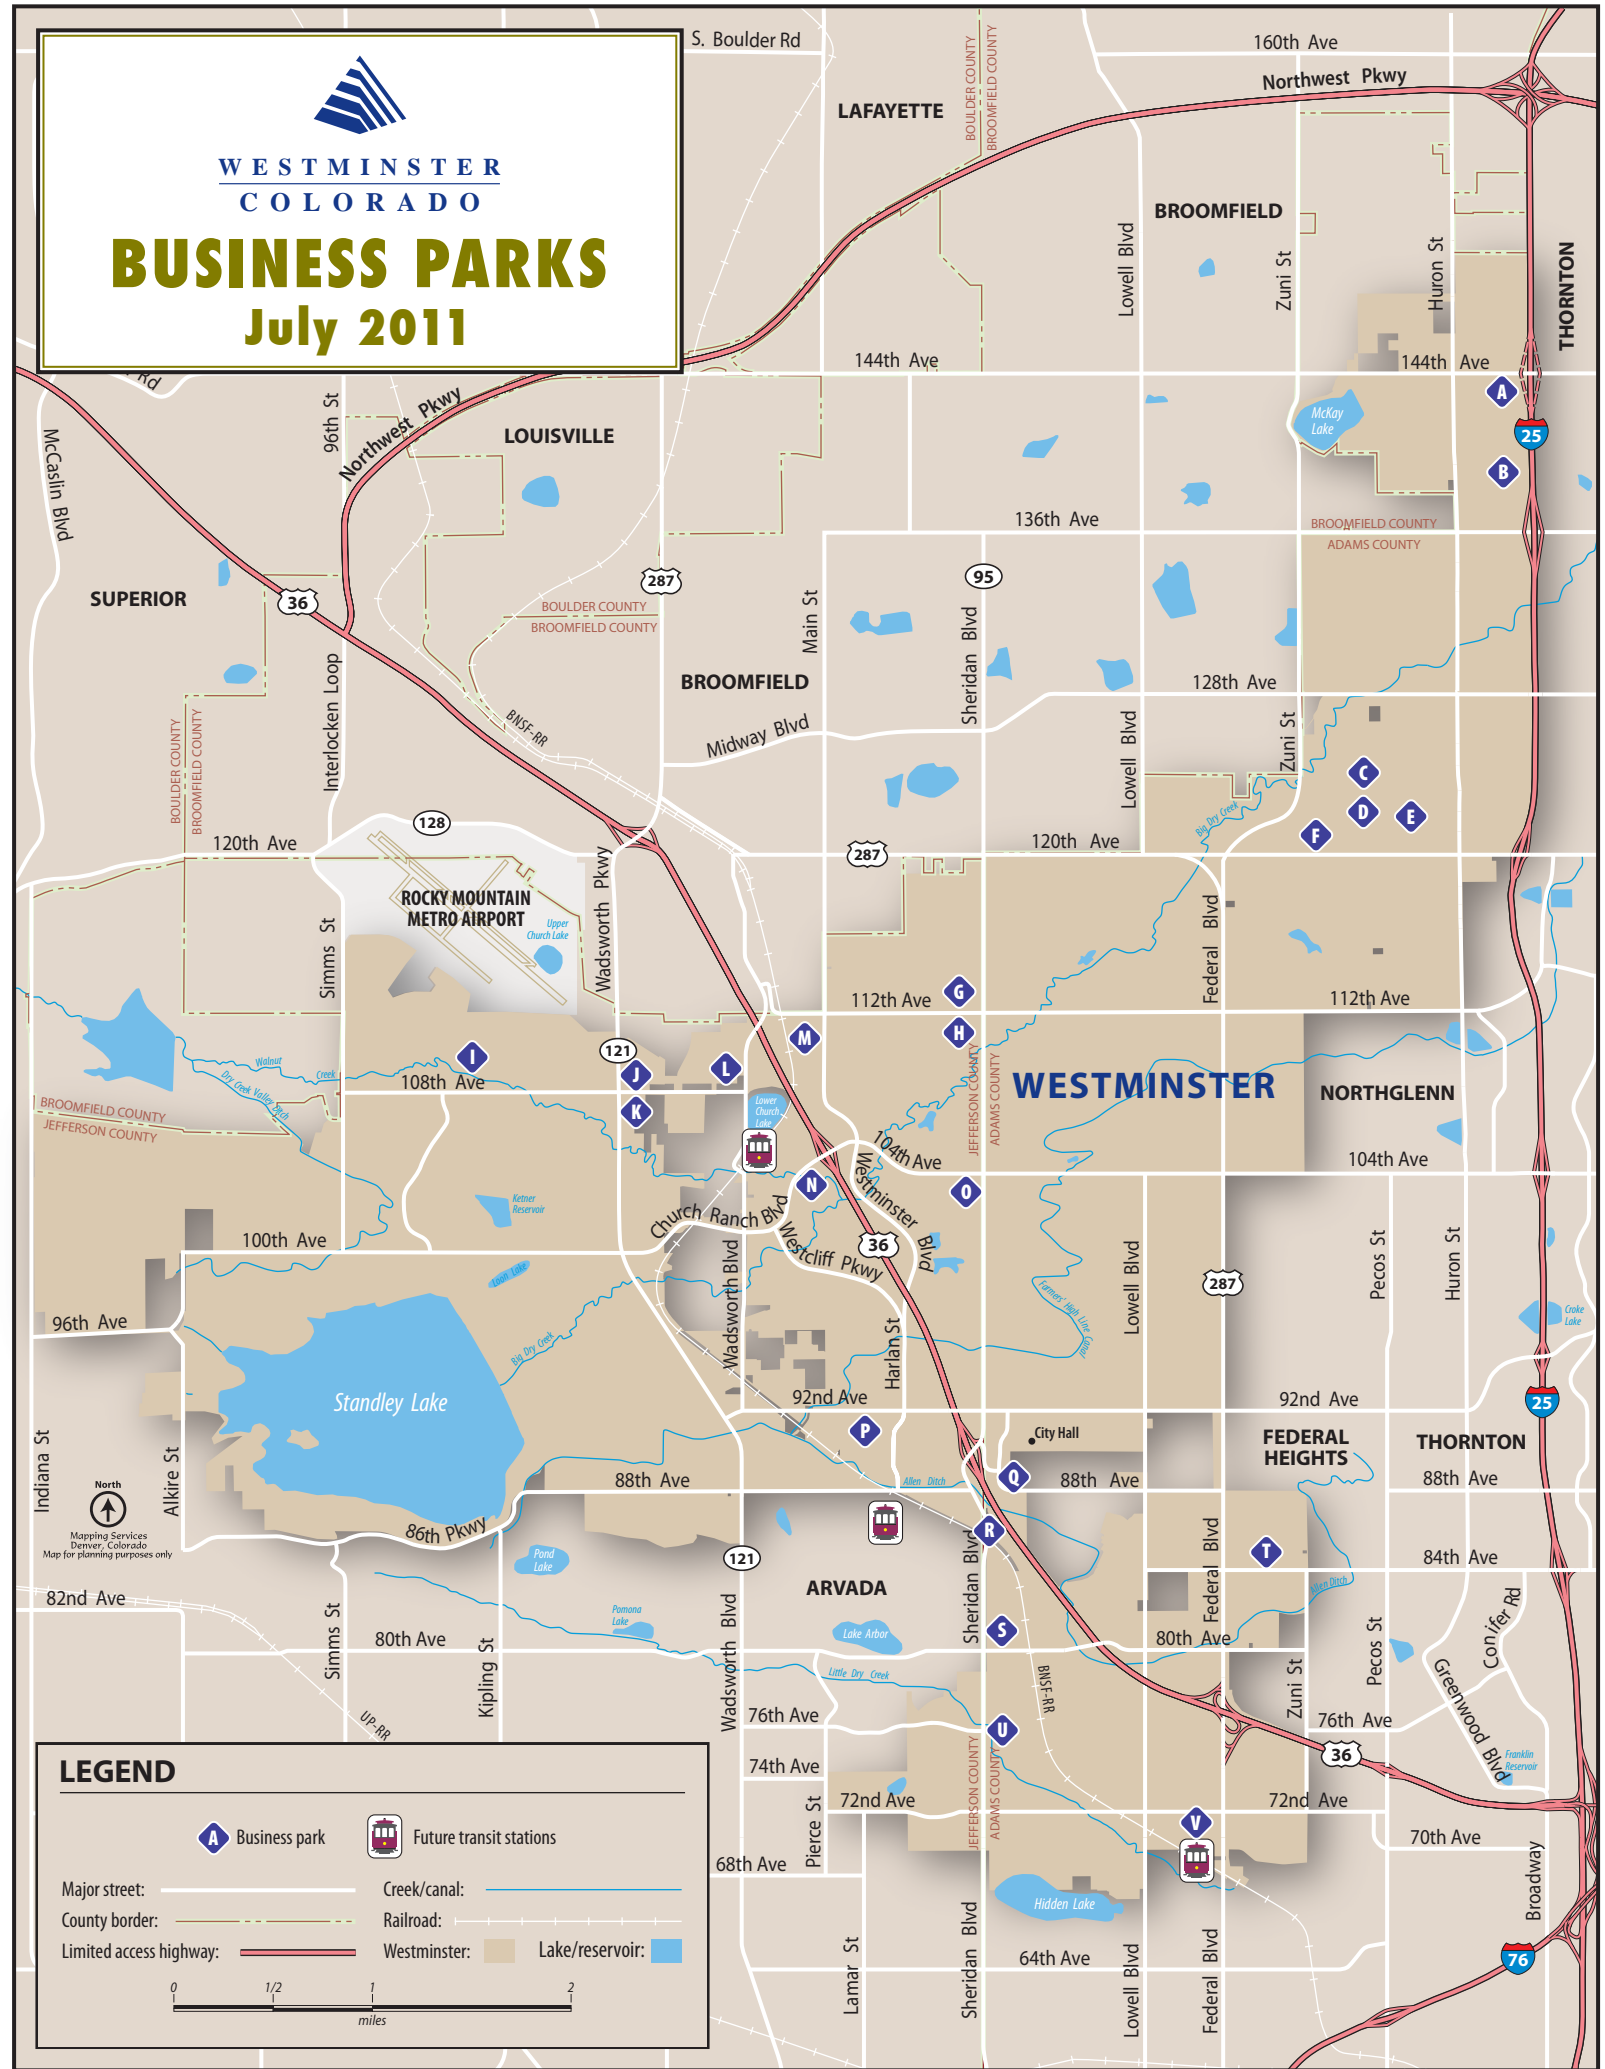 WESTMINSTER
COLORADO
BUSINESS PARKS
July 2011
S. Boulder Rd
160th Ave
Northwest Pkwy
LAFAYETTE
BOULDER COUNTY
BROOMFIELD COUNTY
BROOMFIELD
Lowell Blvd
Zuni St
Huron St
THORNTON
144th Ave
144th Ave
A
McKay
Lake
25
B
Rd
96th St
Northwest Pkwy
LOUISVILLE
McCaslin Blvd
136th Ave
BROOMFIELD COUNTY
ADAMS COUNTY
SUPERIOR
36
287
95
BOULDER COUNTY
BROOMFIELD COUNTY
Main St
Sheridan Blvd
Interlocken Loop
BROOMFIELD
128th Ave
BNSF-RR
Midway Blvd
Lowell Blvd
Zuni St
BOULDER COUNTY
BROOMFIELD COUNTY
C
D
E
F
Big Dry Creek
128
120th Ave
287
120th Ave
ROCKY MOUNTAIN
METRO AIRPORT
Upper
Church Lake
Simms St
Wadsworth Pkwy
Federal Blvd
112th Ave
G
112th Ave
H
M
I
121
J
L
K
Walnut
Creek
Dry Creek Valley Ditch
108th Ave
BROOMFIELD COUNTY
JEFFERSON COUNTY
Lower
Church
Lake
JEFFERSON COUNTY
ADAMS COUNTY
WESTMINSTER
NORTHGLENN
104th Ave
104th Ave
N
O
Westminster Blvd
Ketner
Reservoir
Church Ranch Blvd
Westcliff Pkwy
36
100th Ave
Loon Lake
Wadsworth Blvd
Farmers' High Line Canal
Lowell Blvd
287
Pecos St
Huron St
Croke
Lake
96th Ave
Big Dry Creek
Harlan St
Standley Lake
92nd Ave
92nd Ave
25
P
City Hall
FEDERAL
HEIGHTS
THORNTON
Indiana St
Alkire St
North
Mapping Services
Denver, Colorado
Map for planning purposes only
88th Ave
Allen Ditch
Q
88th Ave
88th Ave
86th Pkwy
Pond
Lake
121
R
Sheridan Blvd
Federal Blvd
T
84th Ave
Allen Ditch
82nd Ave
Simms St
ARVADA
Pomona
Lake
Lake Arbor
Wadsworth Blvd
S
80th Ave
80th Ave
Kipling St
Little Dry Creek
BNSF-RR
Zuni St
Pecos St
Conifer Rd
Greenwood Blvd
UP-RR
76th Ave
U
76th Ave
36
Franklin
Reservoir
74th Ave
JEFFERSON COUNTY
ADAMS COUNTY
72nd Ave
72nd Ave
V
70th Ave
Pierce St
68th Ave
Broadway
Hidden Lake
Lamar St
Sheridan Blvd
64th Ave
Lowell Blvd
Federal Blvd
76
LEGEND
A Business park
Future transit stations
Major street:
Creek/canal:
County border:
Railroad:
Limited access highway:
Westminster:
Lake/reservoir:
0 1/2 1 2
miles